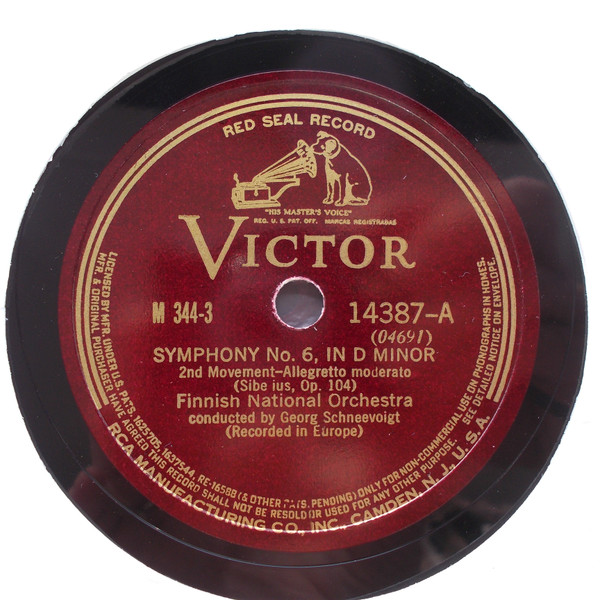 RED SEAL RECORD
"HIS MASTER'S VOICE"
REG. U. S. PAT. OFF. MARCAS REGISTRADAS
VICTOR
M 344-3 14387-A
(04691)
SYMPHONY No. 6, IN D MINOR
2nd Movement-Allegretto moderato
(Sibe ius, Op. 104)
Finnish National Orchestra
conducted by Georg Schneevoigt
(Recorded in Europe)
LICENSED BY MFR. UNDER U.S. PATS. 1625705, 1637544, RE-16588 (& OTHER PATS. PENDING) ONLY FOR NON-COMMERCIAL USE ON PHONOGRAPHS IN HOMES.
MFR. & ORIGINAL PURCHASER HAVE AGREED THIS RECORD SHALL NOT BE RESOLD OR USED FOR ANY OTHER PURPOSE. SEE DETAILED NOTICE ON ENVELOPE.
RCA MANUFACTURING CO., INC., CAMDEN, N. J., U. S. A.